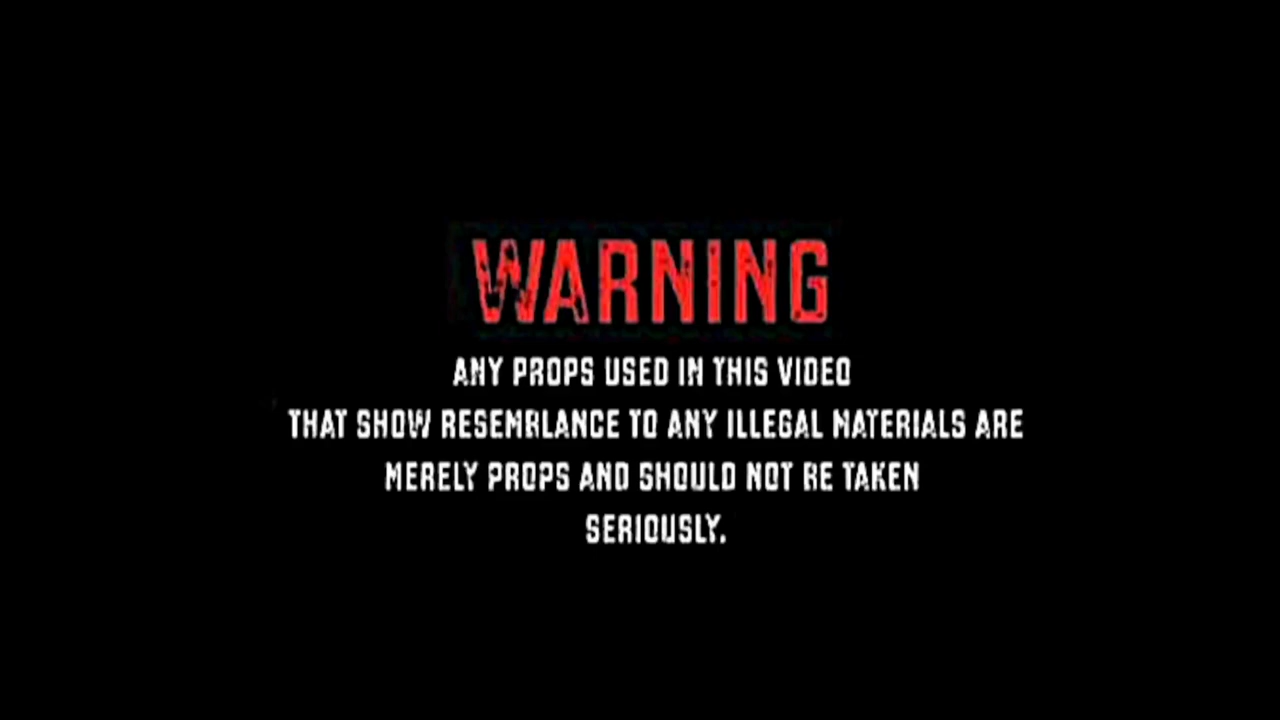 WARNING
ANY PROPS USED IN THIS VIDEO
THAT SHOW RESEMBLANCE TO ANY ILLEGAL MATERIALS ARE
MERELY PROPS AND SHOULD NOT BE TAKEN
SERIOUSLY.